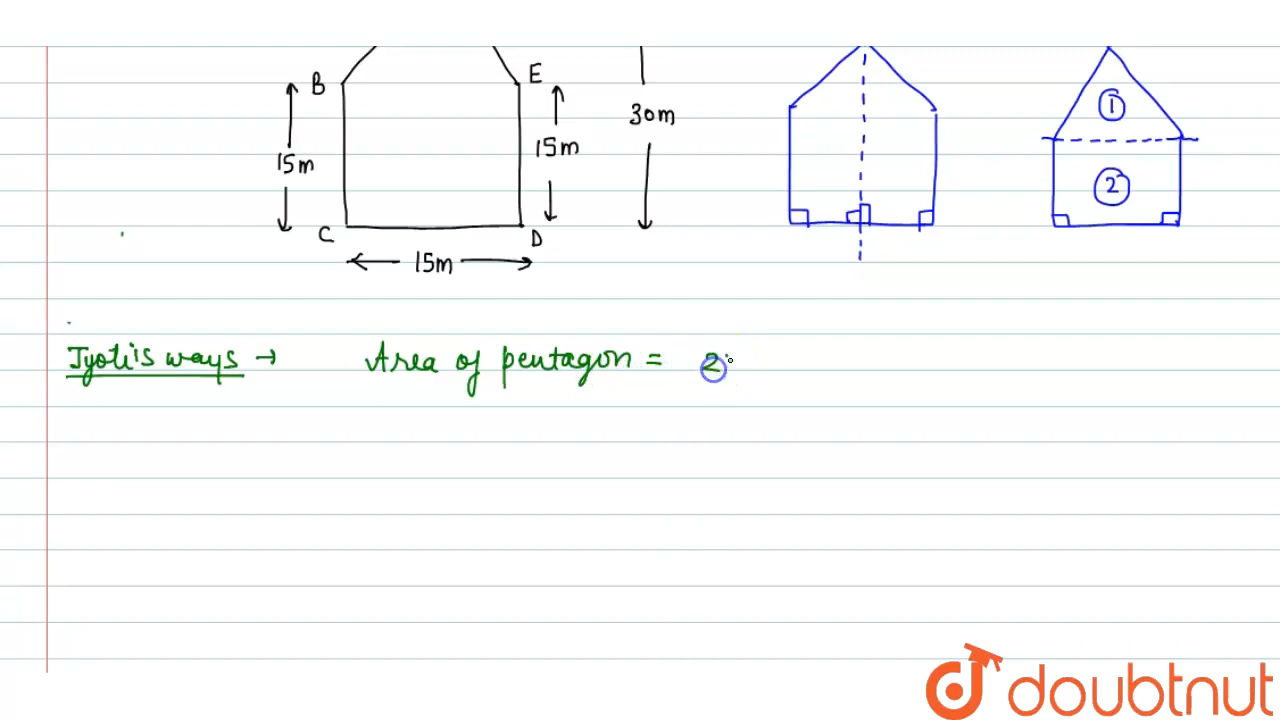 B
E
30m
15m
15m
C
D
15m
1
2
Jyoti's ways → Area of pentagon = 2
doubtnut